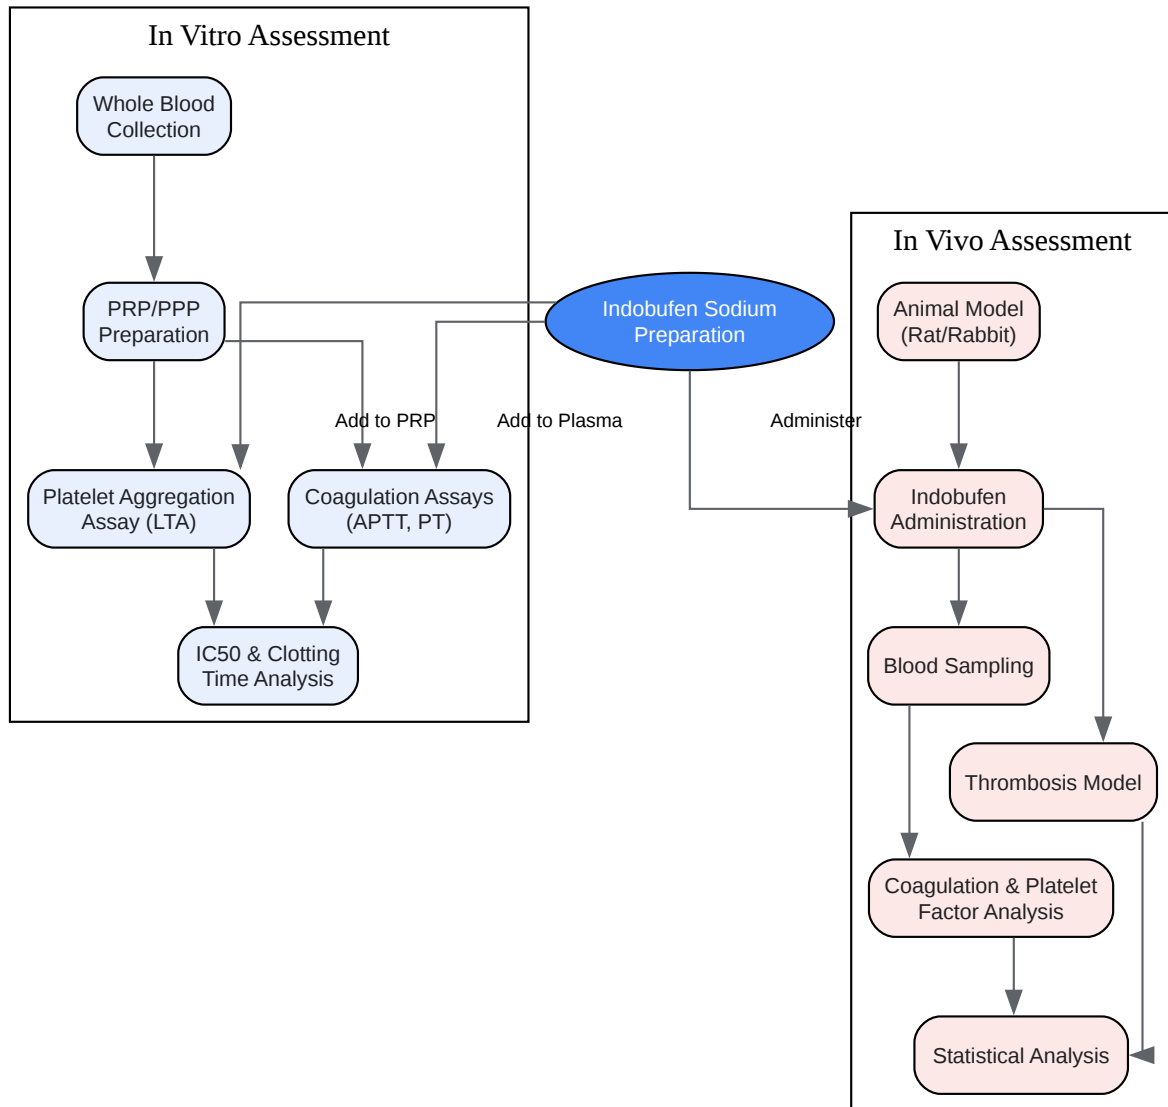 In Vitro Assessment
Whole Blood
Collection
PRP/PPP
Preparation
Indobufen Sodium
Preparation
Add to PRP
Add to Plasma
Administer
Platelet Aggregation
Assay (LTA)
Coagulation Assays
(APTT, PT)
IC50 & Clotting
Time Analysis
In Vivo Assessment
Animal Model
(Rat/Rabbit)
Indobufen
Administration
Blood Sampling
Thrombosis Model
Coagulation & Platelet
Factor Analysis
Statistical Analysis